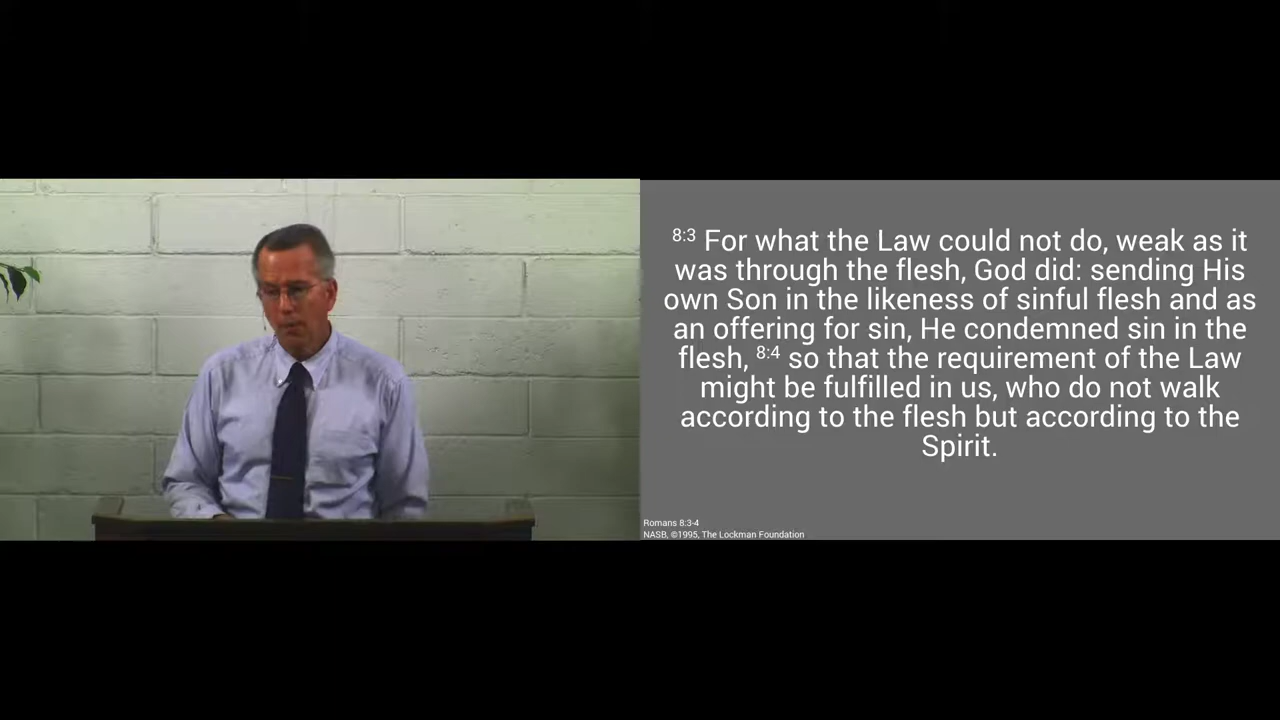 8:3 For what the Law could not do, weak as it
was through the flesh, God did: sending His
own Son in the likeness of sinful flesh and as
an offering for sin, He condemned sin in the
flesh, 8:4 so that the requirement of the Law
might be fulfilled in us, who do not walk
according to the flesh but according to the
Spirit.
Romans 8:3-4
NASB, ©1995, The Lockman Foundation